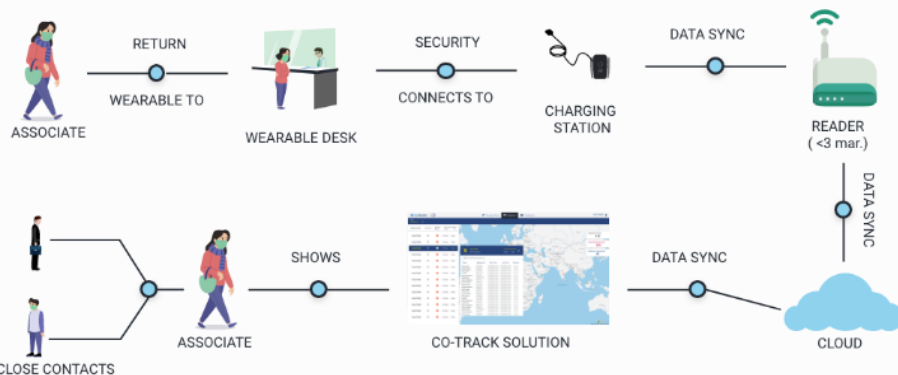 RETURN
WEARABLE TO
ASSOCIATE
WEARABLE DESK
SECURITY
CONNECTS TO
CHARGING
STATION
DATA SYNC
READER
( <3 mar.)
DATA SYNC
CLOUD
DATA SYNC
CO-TRACK SOLUTION
SHOWS
ASSOCIATE
CLOSE CONTACTS